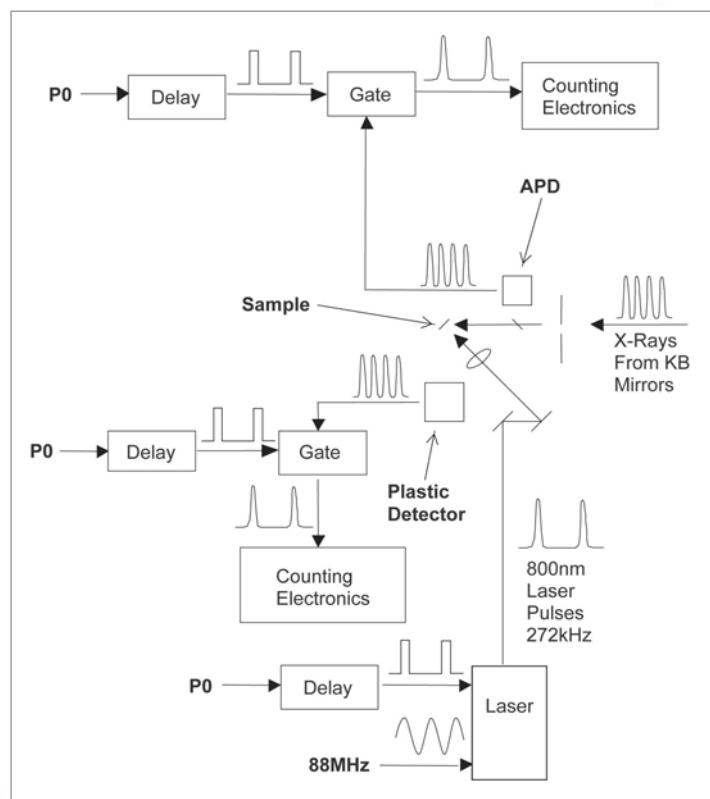 P0
Delay
Gate
Counting
Electronics
APD
Sample
X-Rays
From KB
Mirrors
P0
Delay
Gate
Plastic
Detector
Counting
Electronics
800nm
Laser
Pulses
272kHz
P0
Delay
Laser
88MHz